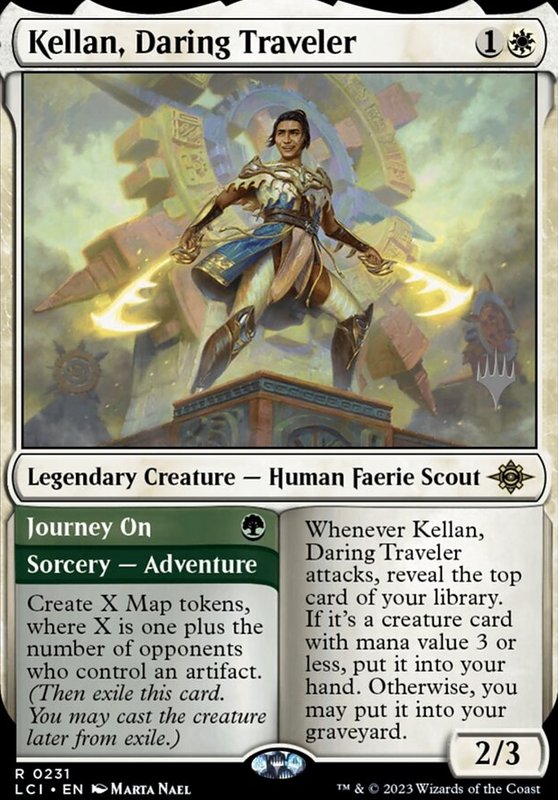 Kellan, Daring Traveler 1
Legendary Creature — Human Faerie Scout
Journey On
Sorcery — Adventure
Create X Map tokens,
where X is one plus the
number of opponents
who control an artifact.
(Then exile this card.
You may cast the creature
later from exile.)
Whenever Kellan,
Daring Traveler
attacks, reveal the top
card of your library.
If it's a creature card
with mana value 3 or
less, put it into your
hand. Otherwise, you
may put it into your
graveyard.
2/3
R 0231
LCI • EN Marta Nael
™ & © 2023 Wizards of the Coast